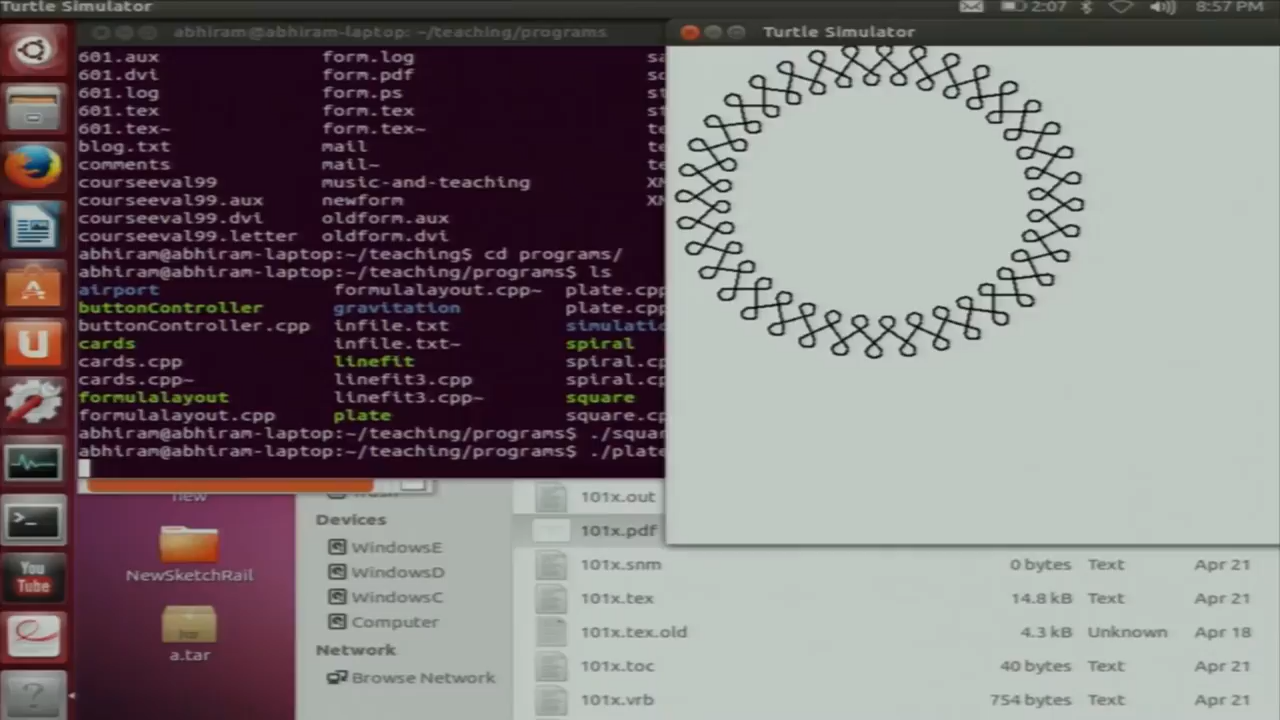 Turtle Simulator 2:07 8:57 PM
abhiram@abhiram-laptop: ~/teaching/programs
Turtle Simulator
601.aux form.log
601.dvi form.pdf
601.log form.ps
601.tex form.tex
601.tex~ form.tex~
blog.txt mail
comments mail~
courseeval99 music-and-teaching
courseeval99.aux newform
courseeval99.dvi oldform.aux
courseeval99.letter oldform.dvi
abhiram@abhiram-laptop:~/teaching$ cd programs/
abhiram@abhiram-laptop:~/teaching/programs$ ls
airport formulalayout.cpp~ plate.cpp
buttonController gravitation plate.cp
buttonController.cpp infile.txt simulatio
cards infile.txt~ spiral
cards.cpp linefit spiral.c
cards.cpp~ linefit3.cpp spiral.c
formulalayout linefit3.cpp~ square
formulalayout.cpp plate square.c
abhiram@abhiram-laptop:~/teaching/programs$ ./squar
abhiram@abhiram-laptop:~/teaching/programs$ ./plate
new
NewSketchRail
a.tar
You
Tube
Devices
WindowsE
WindowsD
WindowsC
Computer
Network
Browse Network
101x.out
101x.pdf
101x.snm 0 bytes Text Apr 21
101x.tex 14.8 kB Text Apr 21
101x.tex.old 4.3 kB Unknown Apr 18
101x.toc 40 bytes Text Apr 21
101x.vrb 754 bytes Text Apr 21